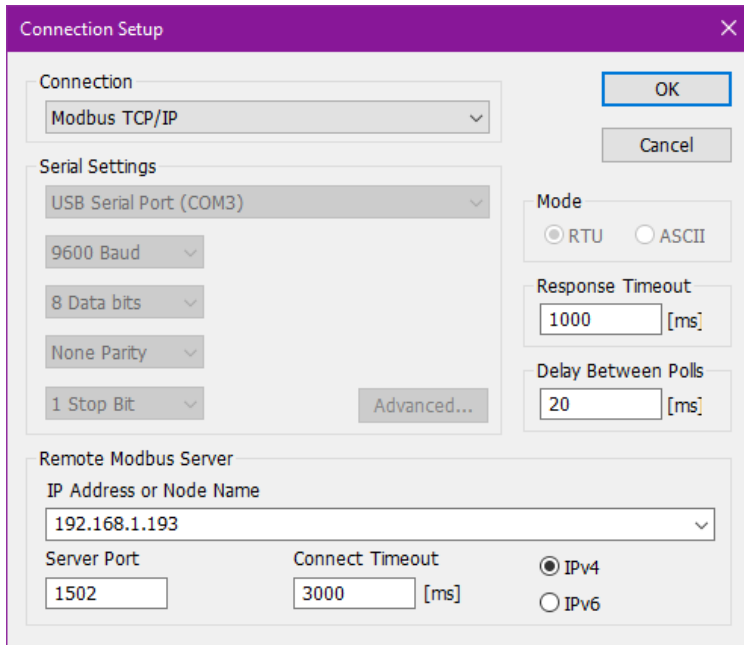 Connection Setup
Connection
Modbus TCP/IP
OK
Cancel
Serial Settings
USB Serial Port (COM3)
9600 Baud
8 Data bits
None Parity
1 Stop Bit
Advanced...
Mode
RTU ASCII
Response Timeout
1000 [ms]
Delay Between Polls
20 [ms]
Remote Modbus Server
IP Address or Node Name
192.168.1.193
Server Port Connect Timeout
1502 3000 [ms]
IPv4
IPv6